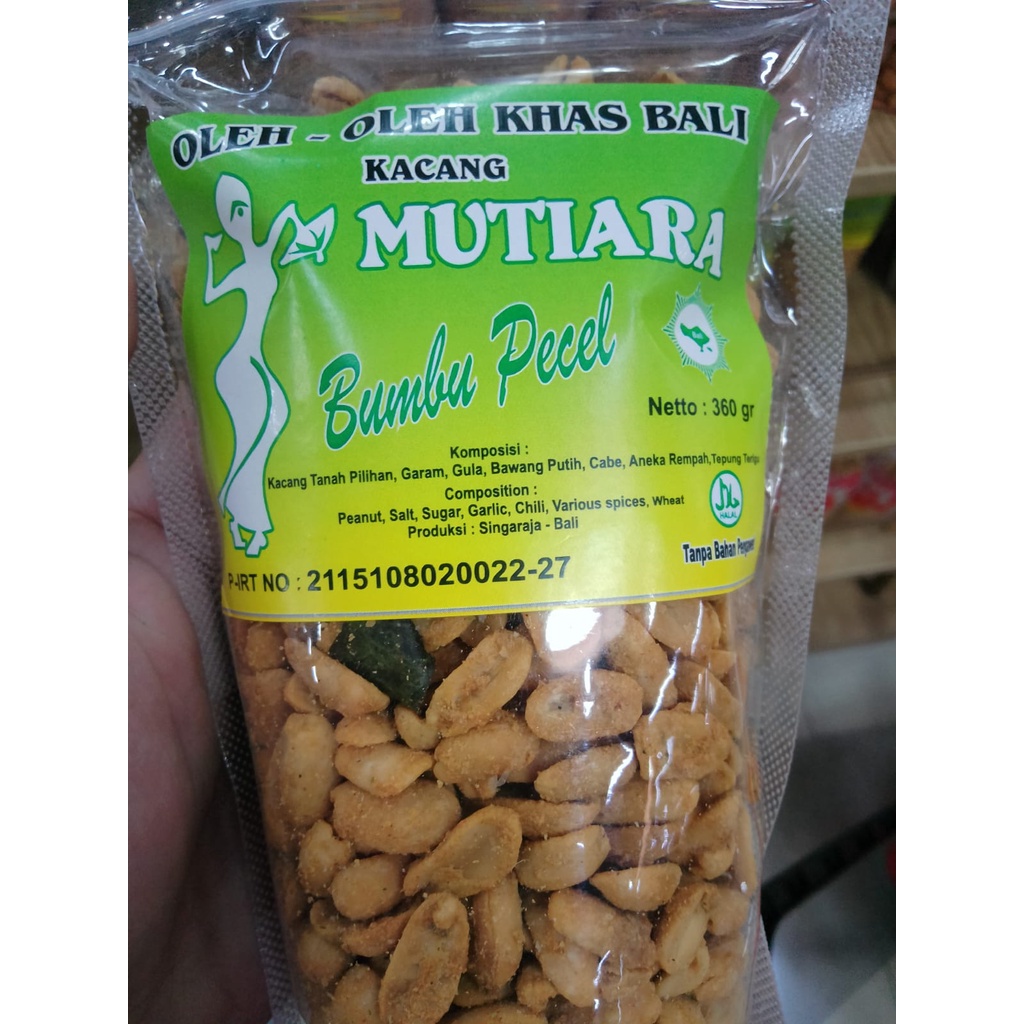 OLEH - OLEH KHAS BALI
KACANG
MUTIARA
Bumbu Pecel
Netto : 360 gr
Komposisi :
Kacang Tanah Pilihan, Garam, Gula, Bawang Putih, Cabe, Aneka Rempah, Tepung
Composition :
Peanut, Salt, Sugar, Garlic, Chili, Various spices, Wheat
HALAL
Produksi : Singaraja - Bali
Tanpa Bahan
P-IRT NO : 2115108020022-27